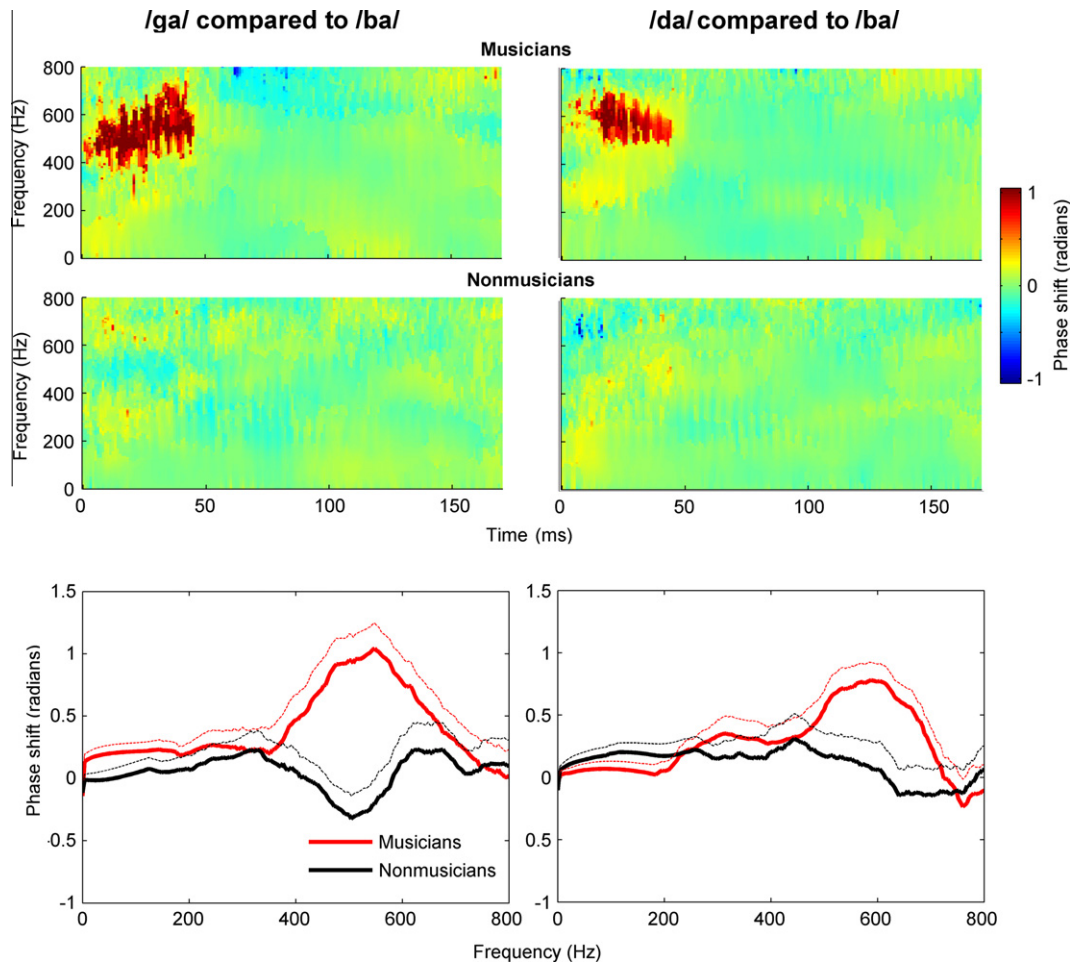 /ga/ compared to /ba/
/da/ compared to /ba/
Musicians
800
600
400
200
0
Frequency (Hz)
1
0
-1
Phase shift (radians)
Nonmusicians
800
600
400
200
0
Frequency (Hz)
0 50 100 150
0 50 100 150
Time (ms)
1.5
1
0.5
0
-0.5
-1
Phase shift (radians)
Musicians
Nonmusicians
0 200 400 600 800
1.5
1
0.5
0
-0.5
-1
0 200 400 600 800
Frequency (Hz)